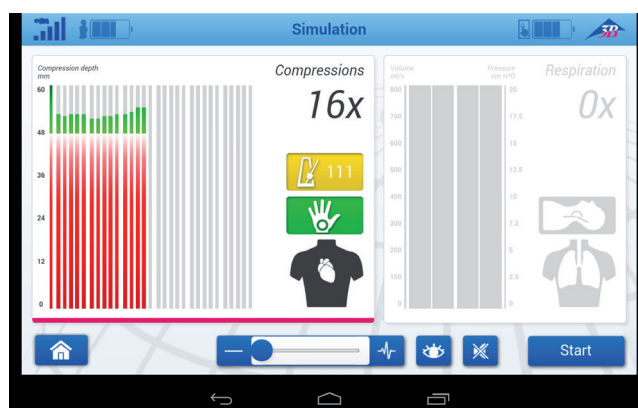 Simulation
3B
Compression depth
mm
60
48
36
24
12
0
Compressions
16x
111
Volume
ml/s
800
700
600
500
400
300
200
100
0
Pressure
cm H²O
20
17.5
15
12.5
10
7.5
5
2.5
0
Respiration
0x
Start